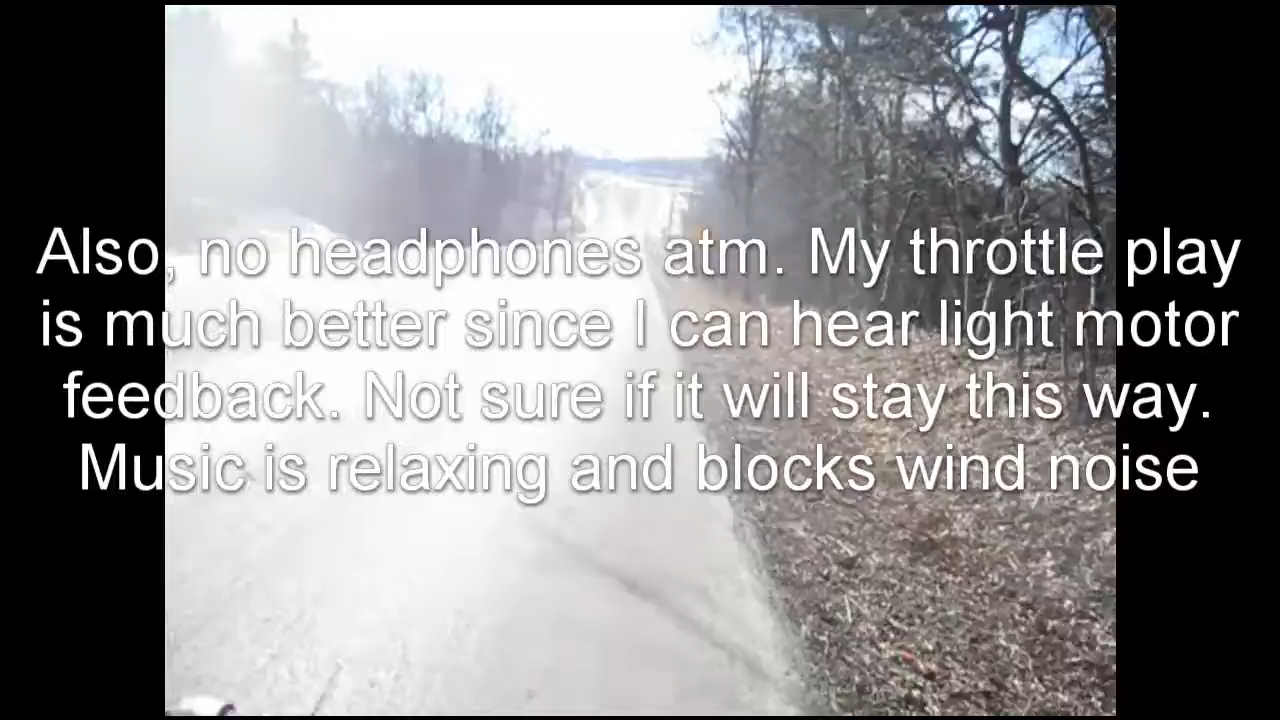 Also, no headphones atm. My throttle play
is much better since I can hear light motor
feedback. Not sure if it will stay this way.
Music is relaxing and blocks wind noise